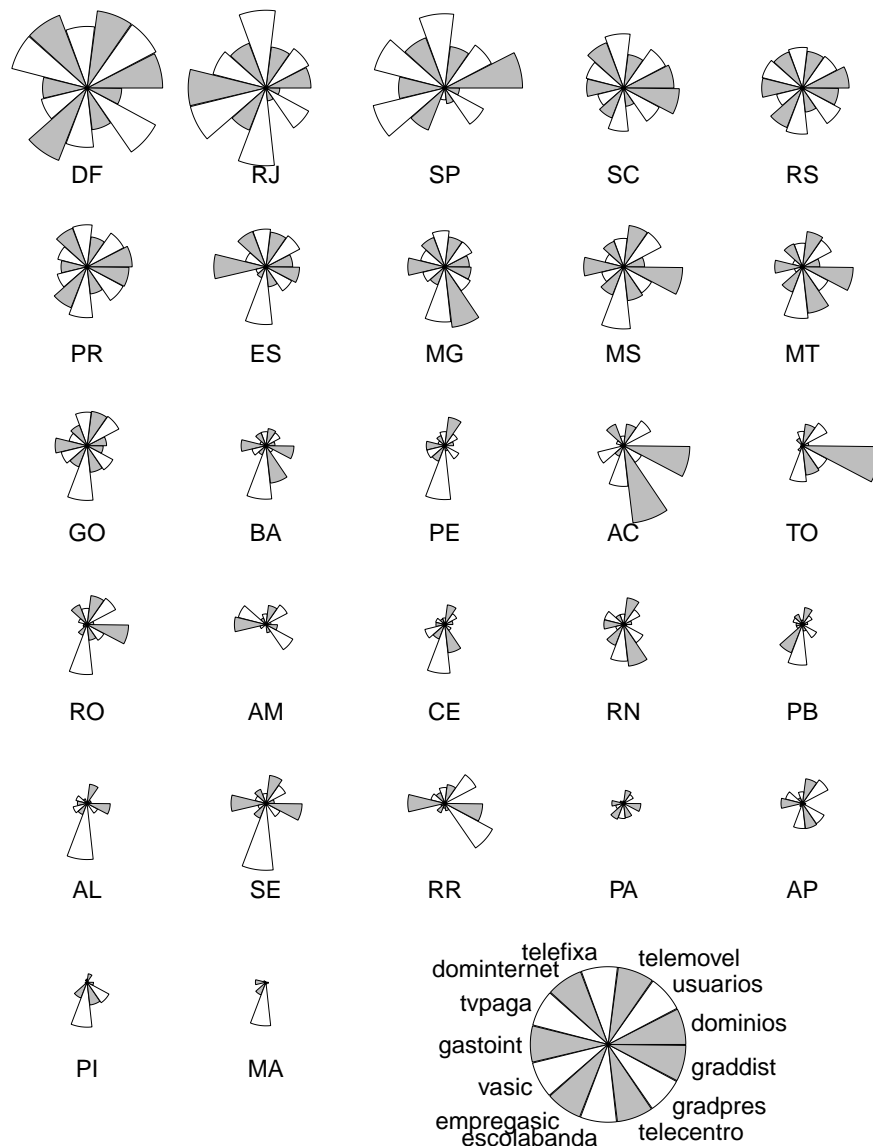 DF RJ SP SC RS
PR ES MG MS MT
GO BA PE AC TO
RO AM CE RN PB
AL SE RR PA AP
PI MA
telefixa
telemovel
dominternet
usuarios
tvpaga
dominios
gastoint
graddist
vasic
gradpres
empregasic
telecentro
escolabanda